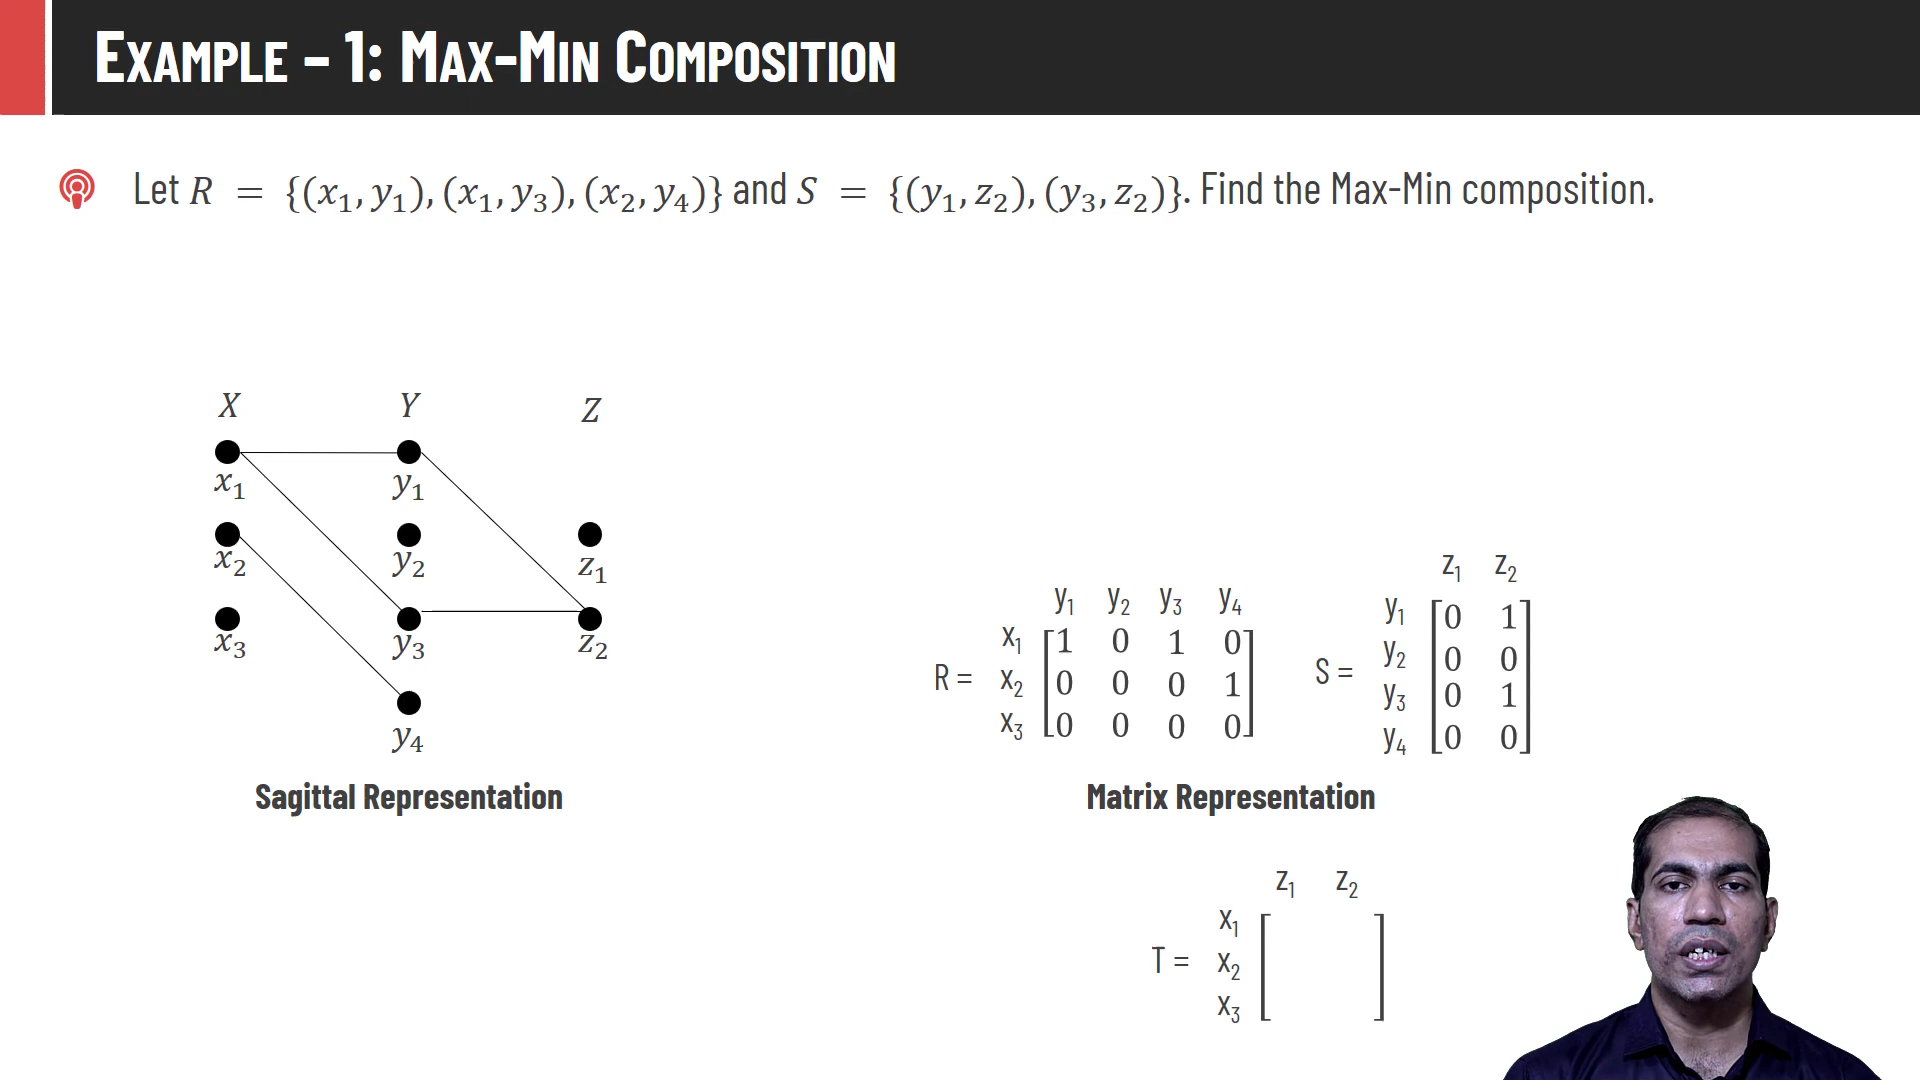 EXAMPLE – 1: MAX-MIN COMPOSITION
Let R = {(x₁, y₁), (x₁, y₃), (x₂, y₄)} and S = {(y₁, z₂), (y₃, z₂)}. Find the Max-Min composition.
X Y Z
x₁ y₁
x₂ y₂ z₁
x₃ y₃ z₂
y₄
Sagittal Representation
y₁ y₂ y₃ y₄
R =
x₁ [1 0 1 0]
x₂ [0 0 0 1]
x₃ [0 0 0 0]
z₁ z₂
S =
y₁ [0 1]
y₂ [0 0]
y₃ [0 1]
y₄ [0 0]
Matrix Representation
z₁ z₂
T =
x₁ [ ]
x₂ [ ]
x₃ [ ]